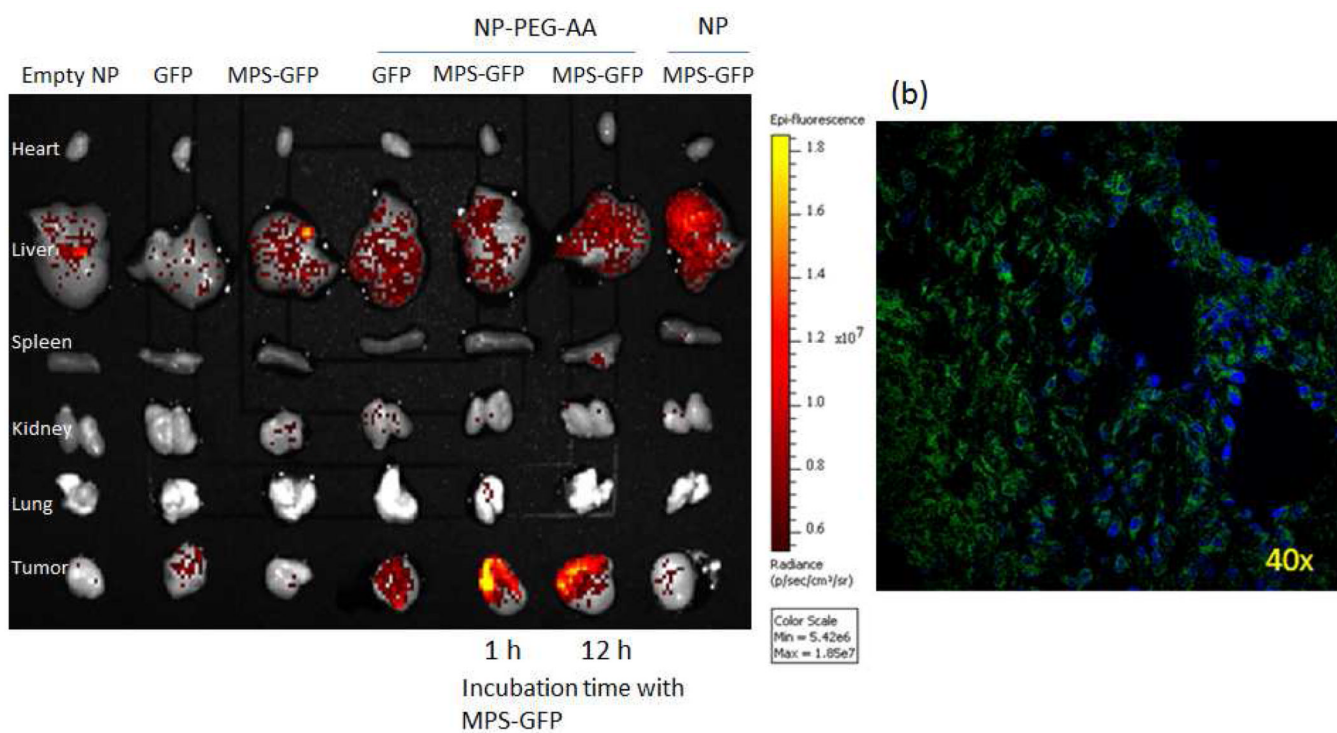 NP-PEG-AA NP
Empty NP GFP MPS-GFP GFP MPS-GFP MPS-GFP MPS-GFP
Heart
Liver
Spleen
Kidney
Lung
Tumor
Epi-fluorescence
1.8
1.6
1.4
1.2 x10⁷
1.0
0.8
0.6
Radiance
(p/sec/cm²/sr)
Color Scale
Min = 5.42e6
Max = 1.85e7
1 h 12 h
Incubation time with
MPS-GFP
(b)
40x